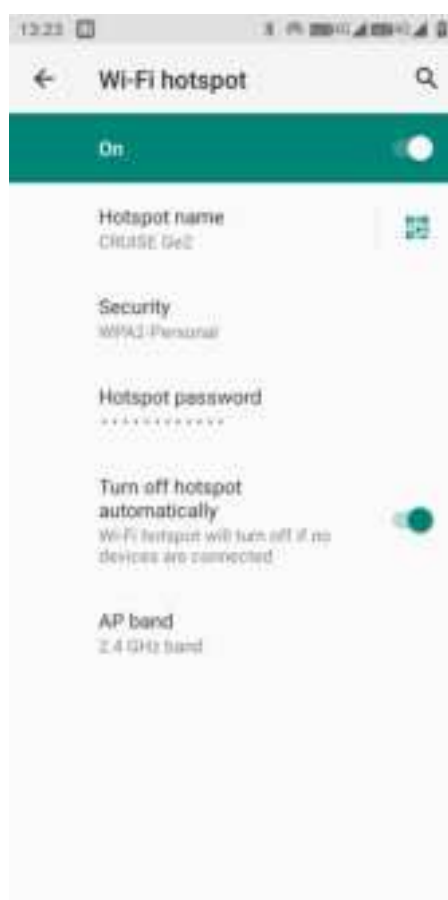 13:23
Wi-Fi hotspot
On
Hotspot name
CRUISE Ge2
Security
WPA2-Personal
Hotspot password
Turn off hotspot
automatically
Wi-Fi hotspot will turn off if no
devices are connected
AP band
2.4 GHz band